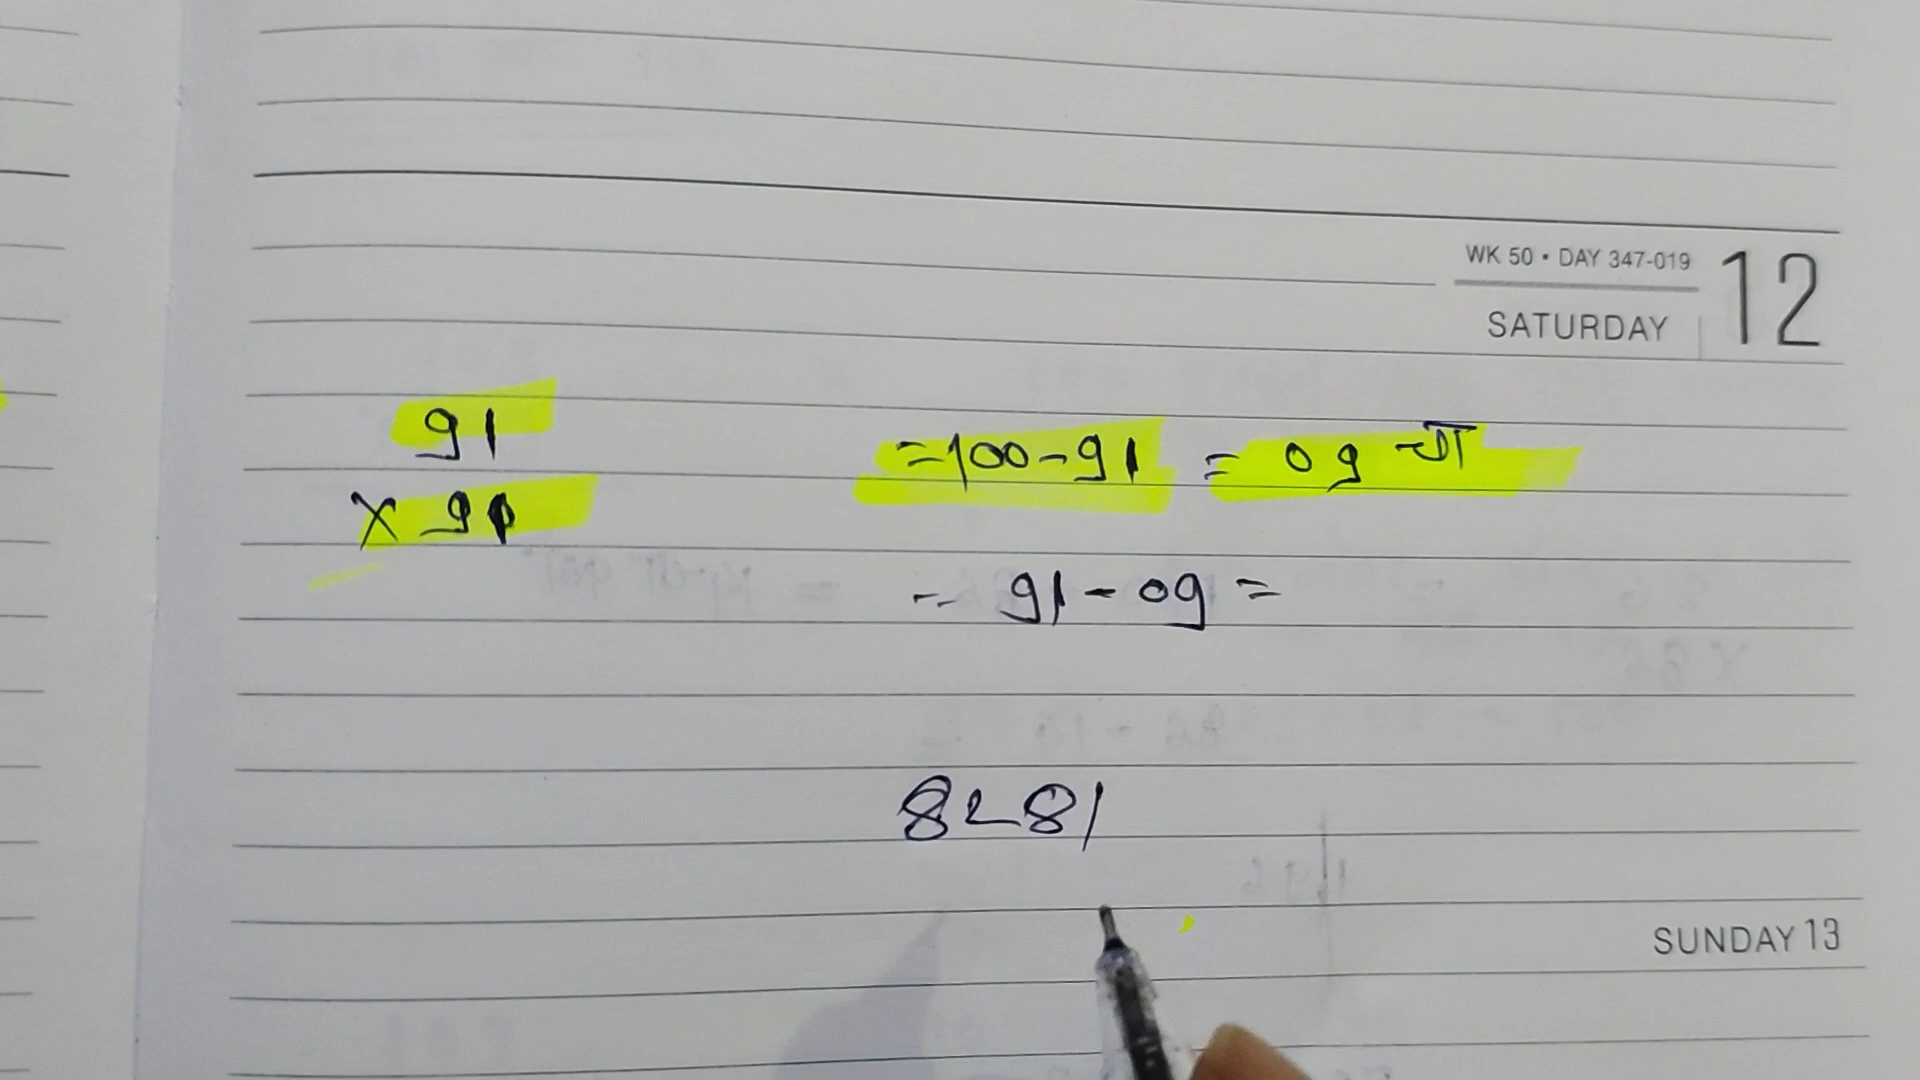 WK 50 • DAY 347-019
SATURDAY 12
91
= 100 - 91 = 09 चा
X 91
= 91 - 09 =
8281
SUNDAY 13